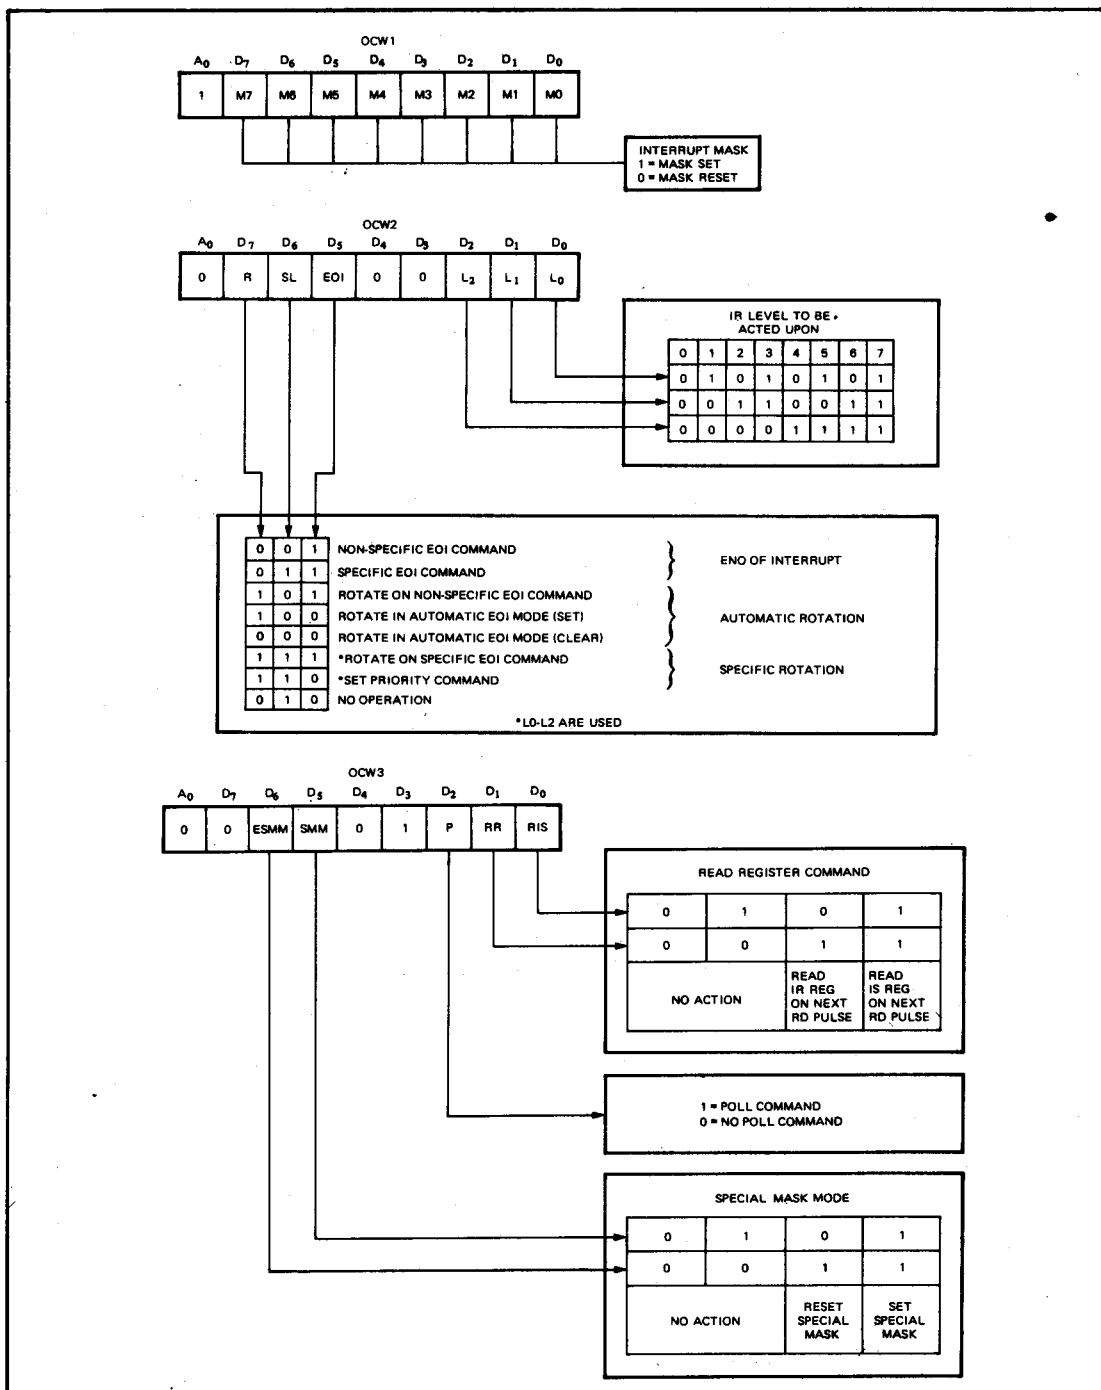 OCW1
A0 D7 D6 D5 D4 D3 D2 D1 D0
1 M7 M6 M5 M4 M3 M2 M1 M0
INTERRUPT MASK
1 = MASK SET
0 = MASK RESET
OCW2
A0 D7 D6 D5 D4 D3 D2 D1 D0
0 R SL EOI 0 0 L2 L1 L0
IR LEVEL TO BE
ACTED UPON
0 1 2 3 4 5 6 7
0 1 0 1 0 1 0 1
0 0 1 1 0 0 1 1
0 0 0 0 1 1 1 1
0 0 1 NON-SPECIFIC EOI COMMAND
0 1 1 SPECIFIC EOI COMMAND
} END OF INTERRUPT
1 0 1 ROTATE ON NON-SPECIFIC EOI COMMAND
1 0 0 ROTATE IN AUTOMATIC EOI MODE (SET)
0 0 0 ROTATE IN AUTOMATIC EOI MODE (CLEAR)
} AUTOMATIC ROTATION
1 1 1 *ROTATE ON SPECIFIC EOI COMMAND
1 1 0 *SET PRIORITY COMMAND
} SPECIFIC ROTATION
0 1 0 NO OPERATION
*L0-L2 ARE USED
OCW3
A0 D7 D6 D5 D4 D3 D2 D1 D0
0 0 ESMM SMM 0 1 P RR RIS
READ REGISTER COMMAND
0 1 0 1
0 0 1 1
NO ACTION
READ
IR REG
ON NEXT
RD PULSE
READ
IS REG
ON NEXT
RD PULSE
1 = POLL COMMAND
0 = NO POLL COMMAND
SPECIAL MASK MODE
0 1 0 1
0 0 1 1
NO ACTION
RESET
SPECIAL
MASK
SET
SPECIAL
MASK